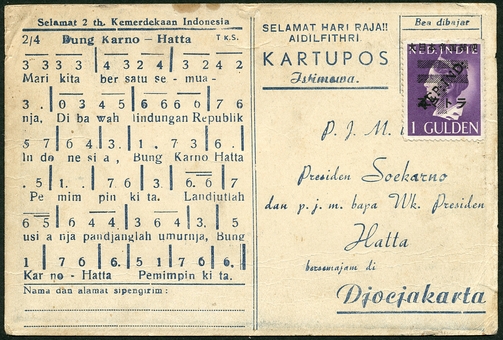 Selamat 2 th. Kemerdekaan Indonesia
2/4 Bung Karno — Hatta T K.S.
3 3 3 3 4 3 2 4 3 2 4 2
Mari kita ber satu se - mua -
3 . 0 3 4 5 6 6 6 6 7 6
nja, Di ba wah lindungan Republik
5 7 6 4 3 . 1 . 7 3 6 .
In do ne si a , Bung Karno Hatta
. 5 1 . . 7 6 3 . 6 . 6 7
Pe mim pin ki ta. Landjutlah
6 5 6 4 4 3 6 4 3 . 5
usi a nja pandjanglah umurnja, Bung
1 7 6 6 . 5 1 7 6 6 .
Kar no - Hatta Pemimpin ki ta.
Nama dan alamat sipengirim :
SELAMAT HARI RAJA!!
AIDILFITHRI.
KARTUPOS
Istimewa.
Bea dibajar
NED. INDIE
REP. INDO
1 GULDEN
P. J. M.
Presiden Soekarno
dan p. j. m. bapa Wk. Presiden
Hatta
bersemajam di
Djocjakarta